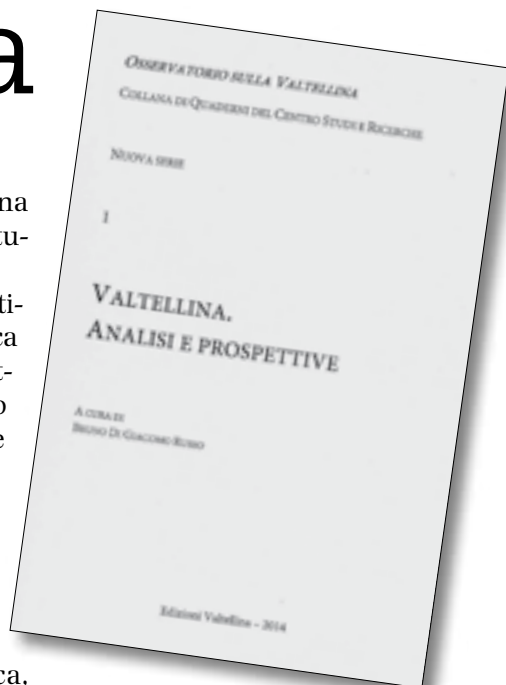 a
na
tu-
ti-
ca
t-
o
e
ca,
OSSERVATORIO SULLA VALTELLINA
COLLANA DI QUADERNI DEL CENTRO STUDI E RICERCHE
NUOVA SERIE
1
VALTELLINA.
ANALISI E PROSPETTIVE
A CURA DI
BRUNO DI GIACOMO RUSSO
Edizioni Valtellina – 2014